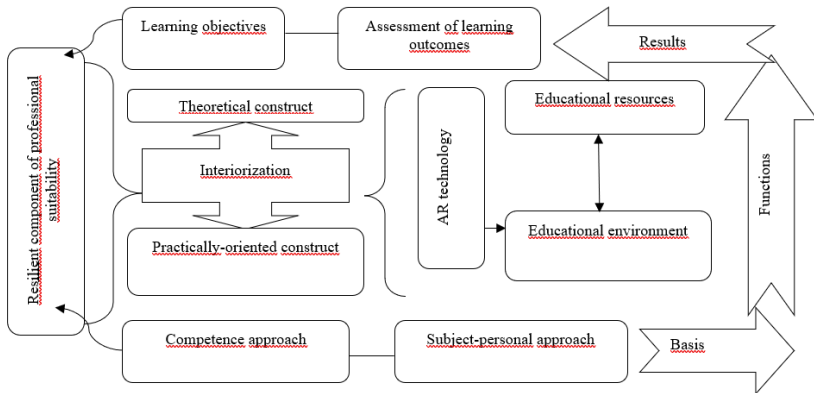 Learning objectives
Assessment of learning
outcomes
Results
Resilient component of professional
suitability
Theoretical construct
Interiorization
Practically-oriented construct
AR technology
Educational resources
Educational environment
Functions
Competence approach
Subject-personal approach
Basis